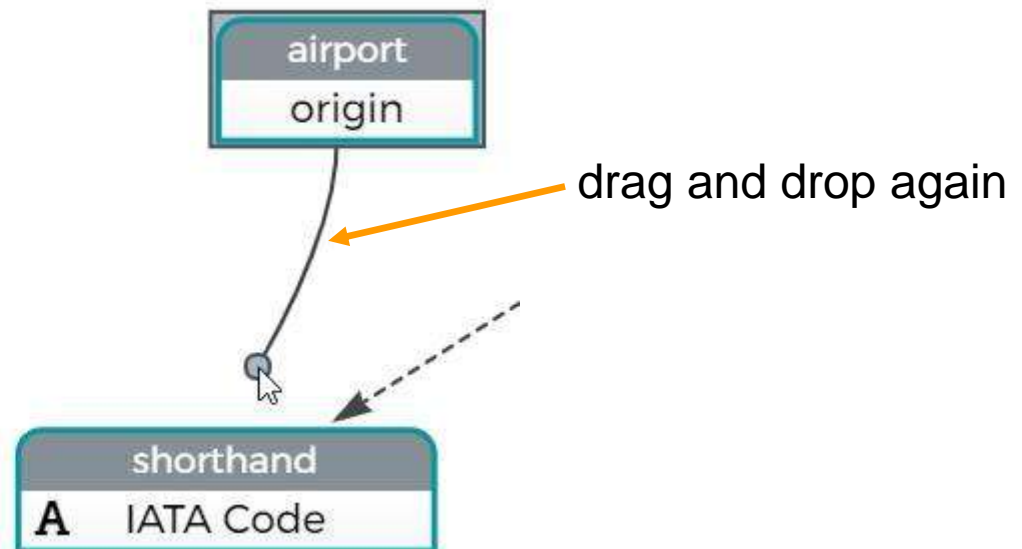 airport
origin
drag and drop again
shorthand
A IATA Code